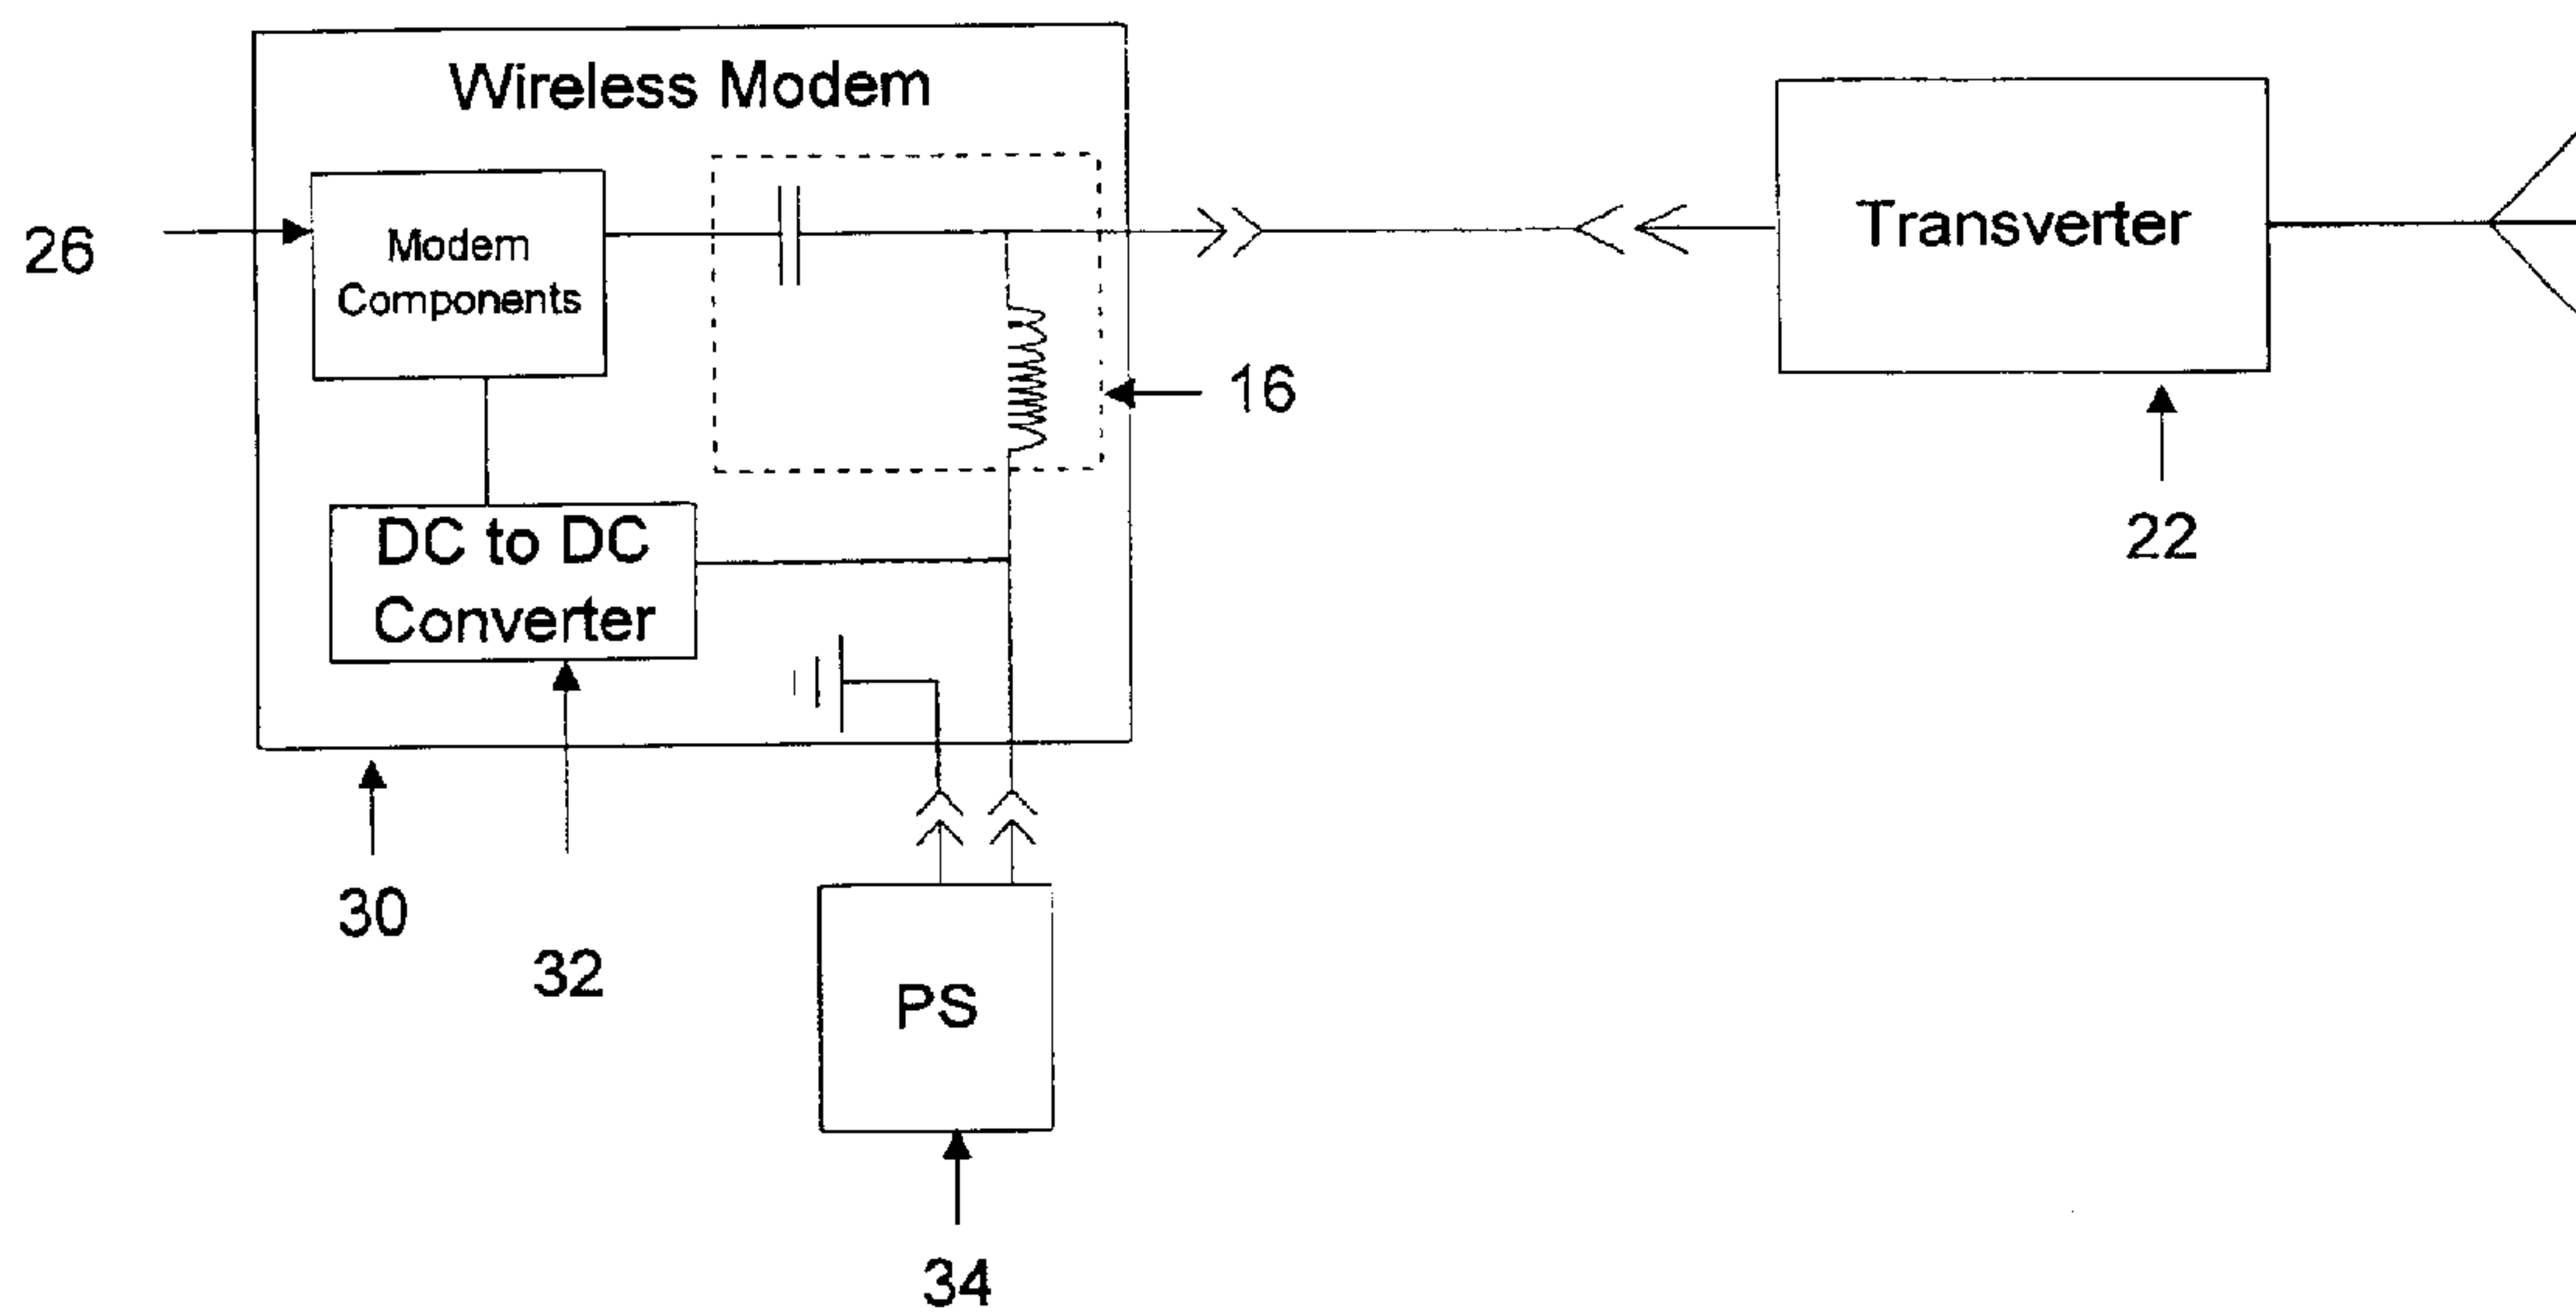 Wireless Modem
26
Modem
Components
Transverter
16
22
DC to DC
Converter
30
32
PS
34